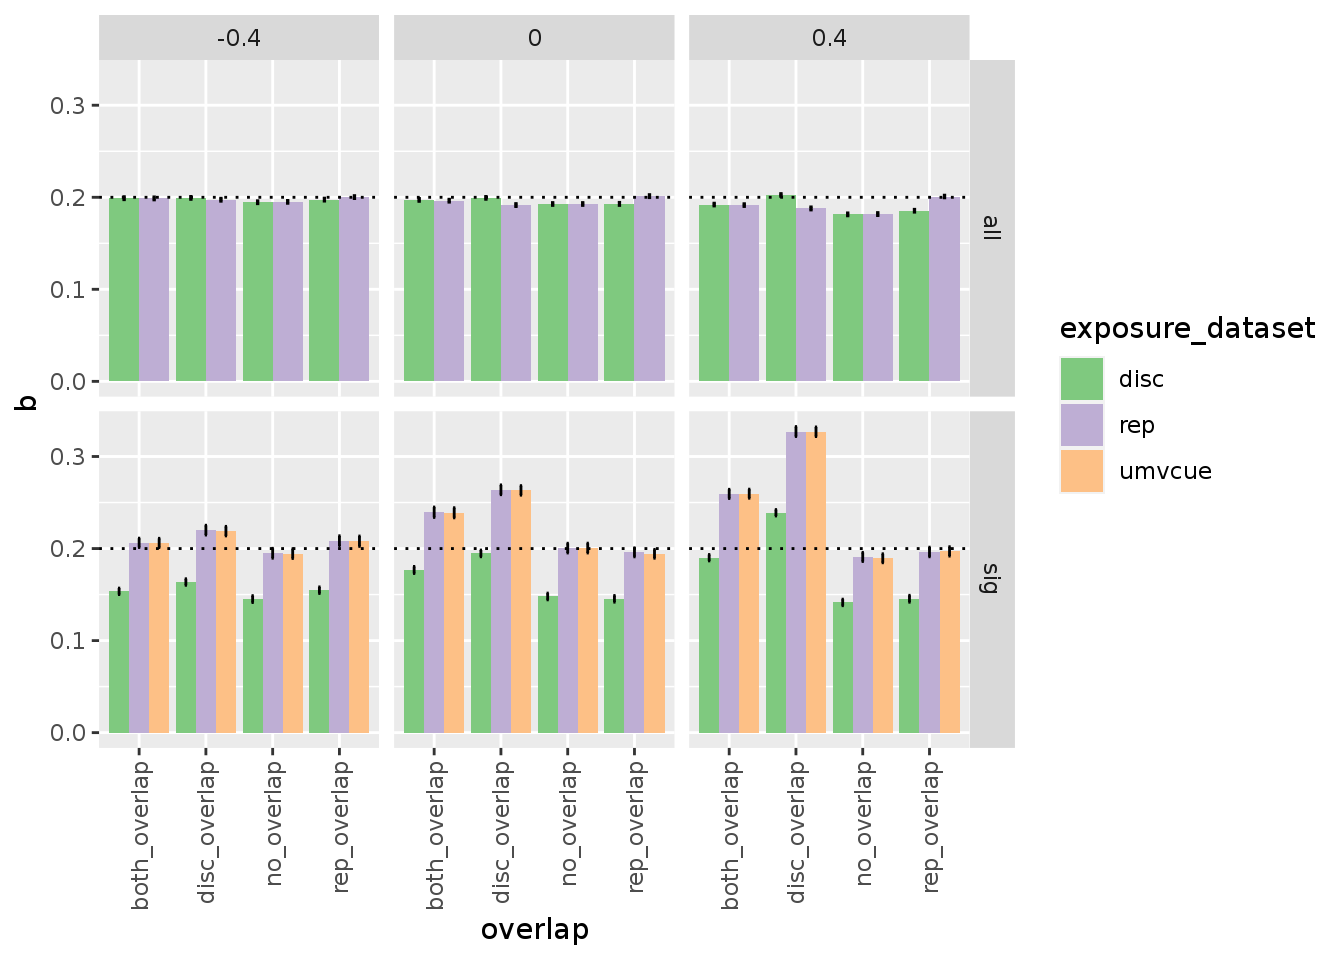 -0.4 0 0.4
0.3
0.2
0.1
0.0
all
b
0.3
0.2
0.1
0.0
sig
both_overlap
disc_overlap
no_overlap
rep_overlap
both_overlap
disc_overlap
no_overlap
rep_overlap
both_overlap
disc_overlap
no_overlap
rep_overlap
overlap
exposure_dataset
disc
rep
umvcue